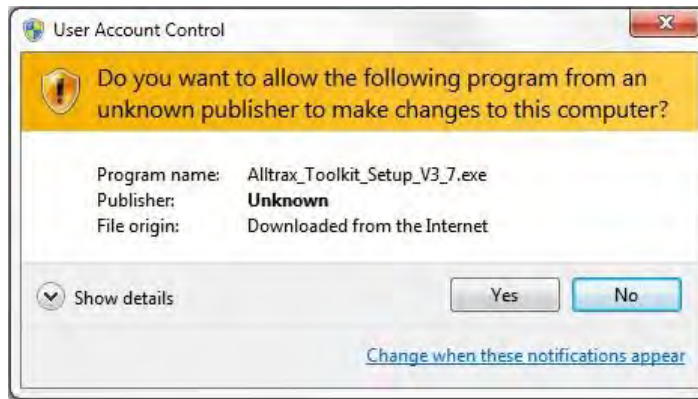 User Account Control
Do you want to allow the following program from an
unknown publisher to make changes to this computer?
Program name: Alltrax_Toolkit_Setup_V3_7.exe
Publisher: Unknown
File origin: Downloaded from the Internet
Show details
Yes No
Change when these notifications appear